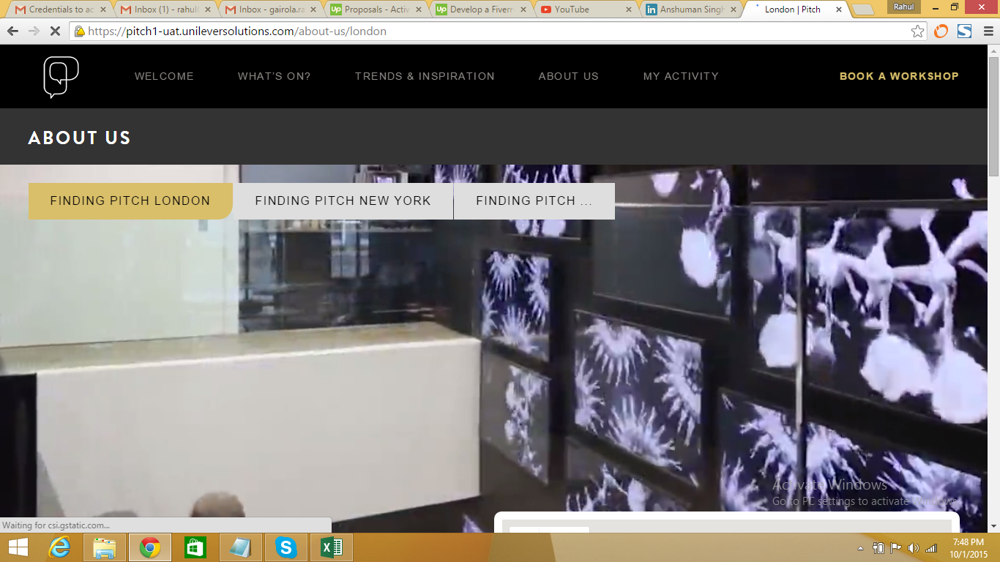 Credentials to ac
Inbox (1) - rahul
Inbox - gairola.ra
Proposals - Activ
Develop a Fiverr
YouTube
Anshuman Singh
London | Pitch
Rahul
https://pitch1-uat.unileversolutions.com/about-us/london
WELCOME
WHAT'S ON?
TRENDS & INSPIRATION
ABOUT US
MY ACTIVITY
BOOK A WORKSHOP
ABOUT US
FINDING PITCH LONDON
FINDING PITCH NEW YORK
FINDING PITCH ...
Activate Windows
Go to PC settings to activate Windows.
Waiting for csi.gstatic.com...
7:48 PM
10/1/2015